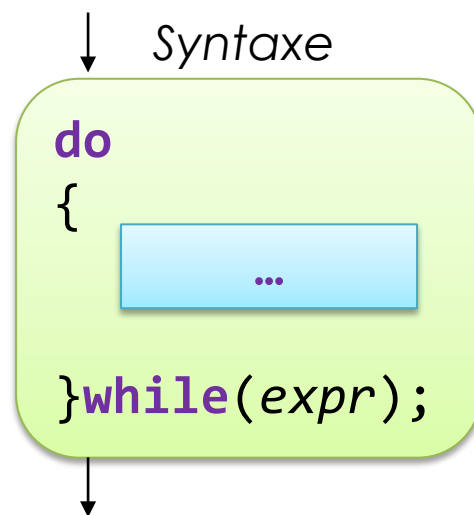 Syntaxe
do
{
…
}while(expr);